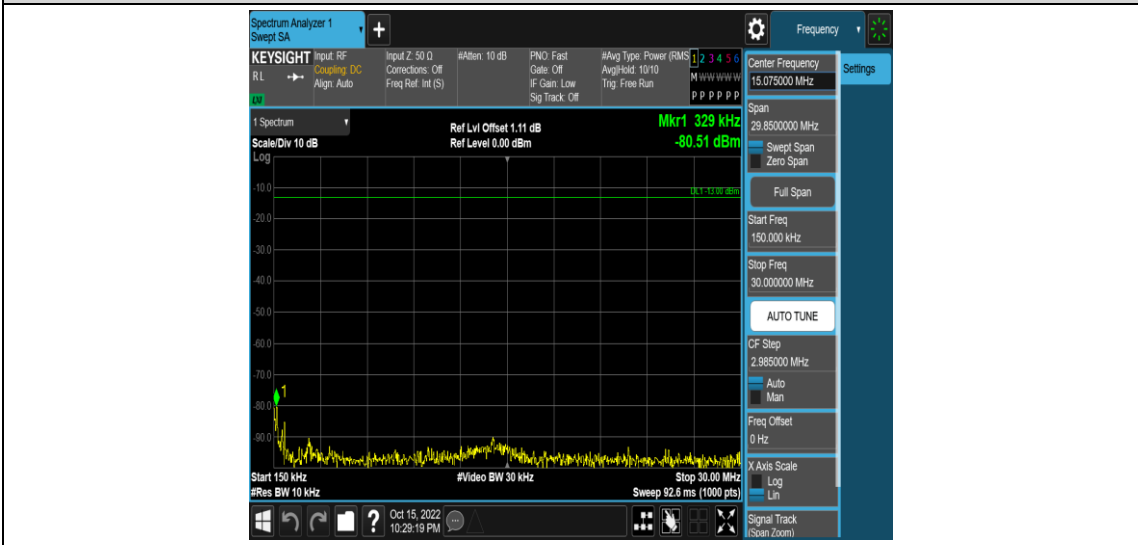 Spectrum Analyzer 1
Swept SA
+
Frequency
KEYSIGHT
RL
LXI
Input: RF
Coupling: DC
Align: Auto
Input Z: 50 Ω
Corrections: Off
Freq Ref: Int (S)
#Atten: 10 dB
PNO: Fast
Gate: Off
IF Gain: Low
Sig Track: Off
#Avg Type: Power (RMS
Avg|Hold: 10/10
Trig: Free Run
1 2 3 4 5 6
M W W W W W
P P P P P P
1 Spectrum
Scale/Div 10 dB
Log
Ref Lvl Offset 1.11 dB
Ref Level 0.00 dBm
Mkr1 329 kHz
-80.51 dBm
DL1 -13.00 dBm
-10.0
-20.0
-30.0
-40.0
-50.0
-60.0
-70.0
-80.0
-90.0
1
Start 150 kHz
#Res BW 10 kHz
#Video BW 30 kHz
Stop 30.00 MHz
Sweep 92.6 ms (1000 pts)
?
Oct 15, 2022
10:29:19 PM
Center Frequency
15.075000 MHz
Span
29.8500000 MHz
Swept Span
Zero Span
Full Span
Start Freq
150.000 kHz
Stop Freq
30.000000 MHz
AUTO TUNE
CF Step
2.985000 MHz
Auto
Man
Freq Offset
0 Hz
X Axis Scale
Log
Lin
Signal Track
(Span Zoom)
Settings